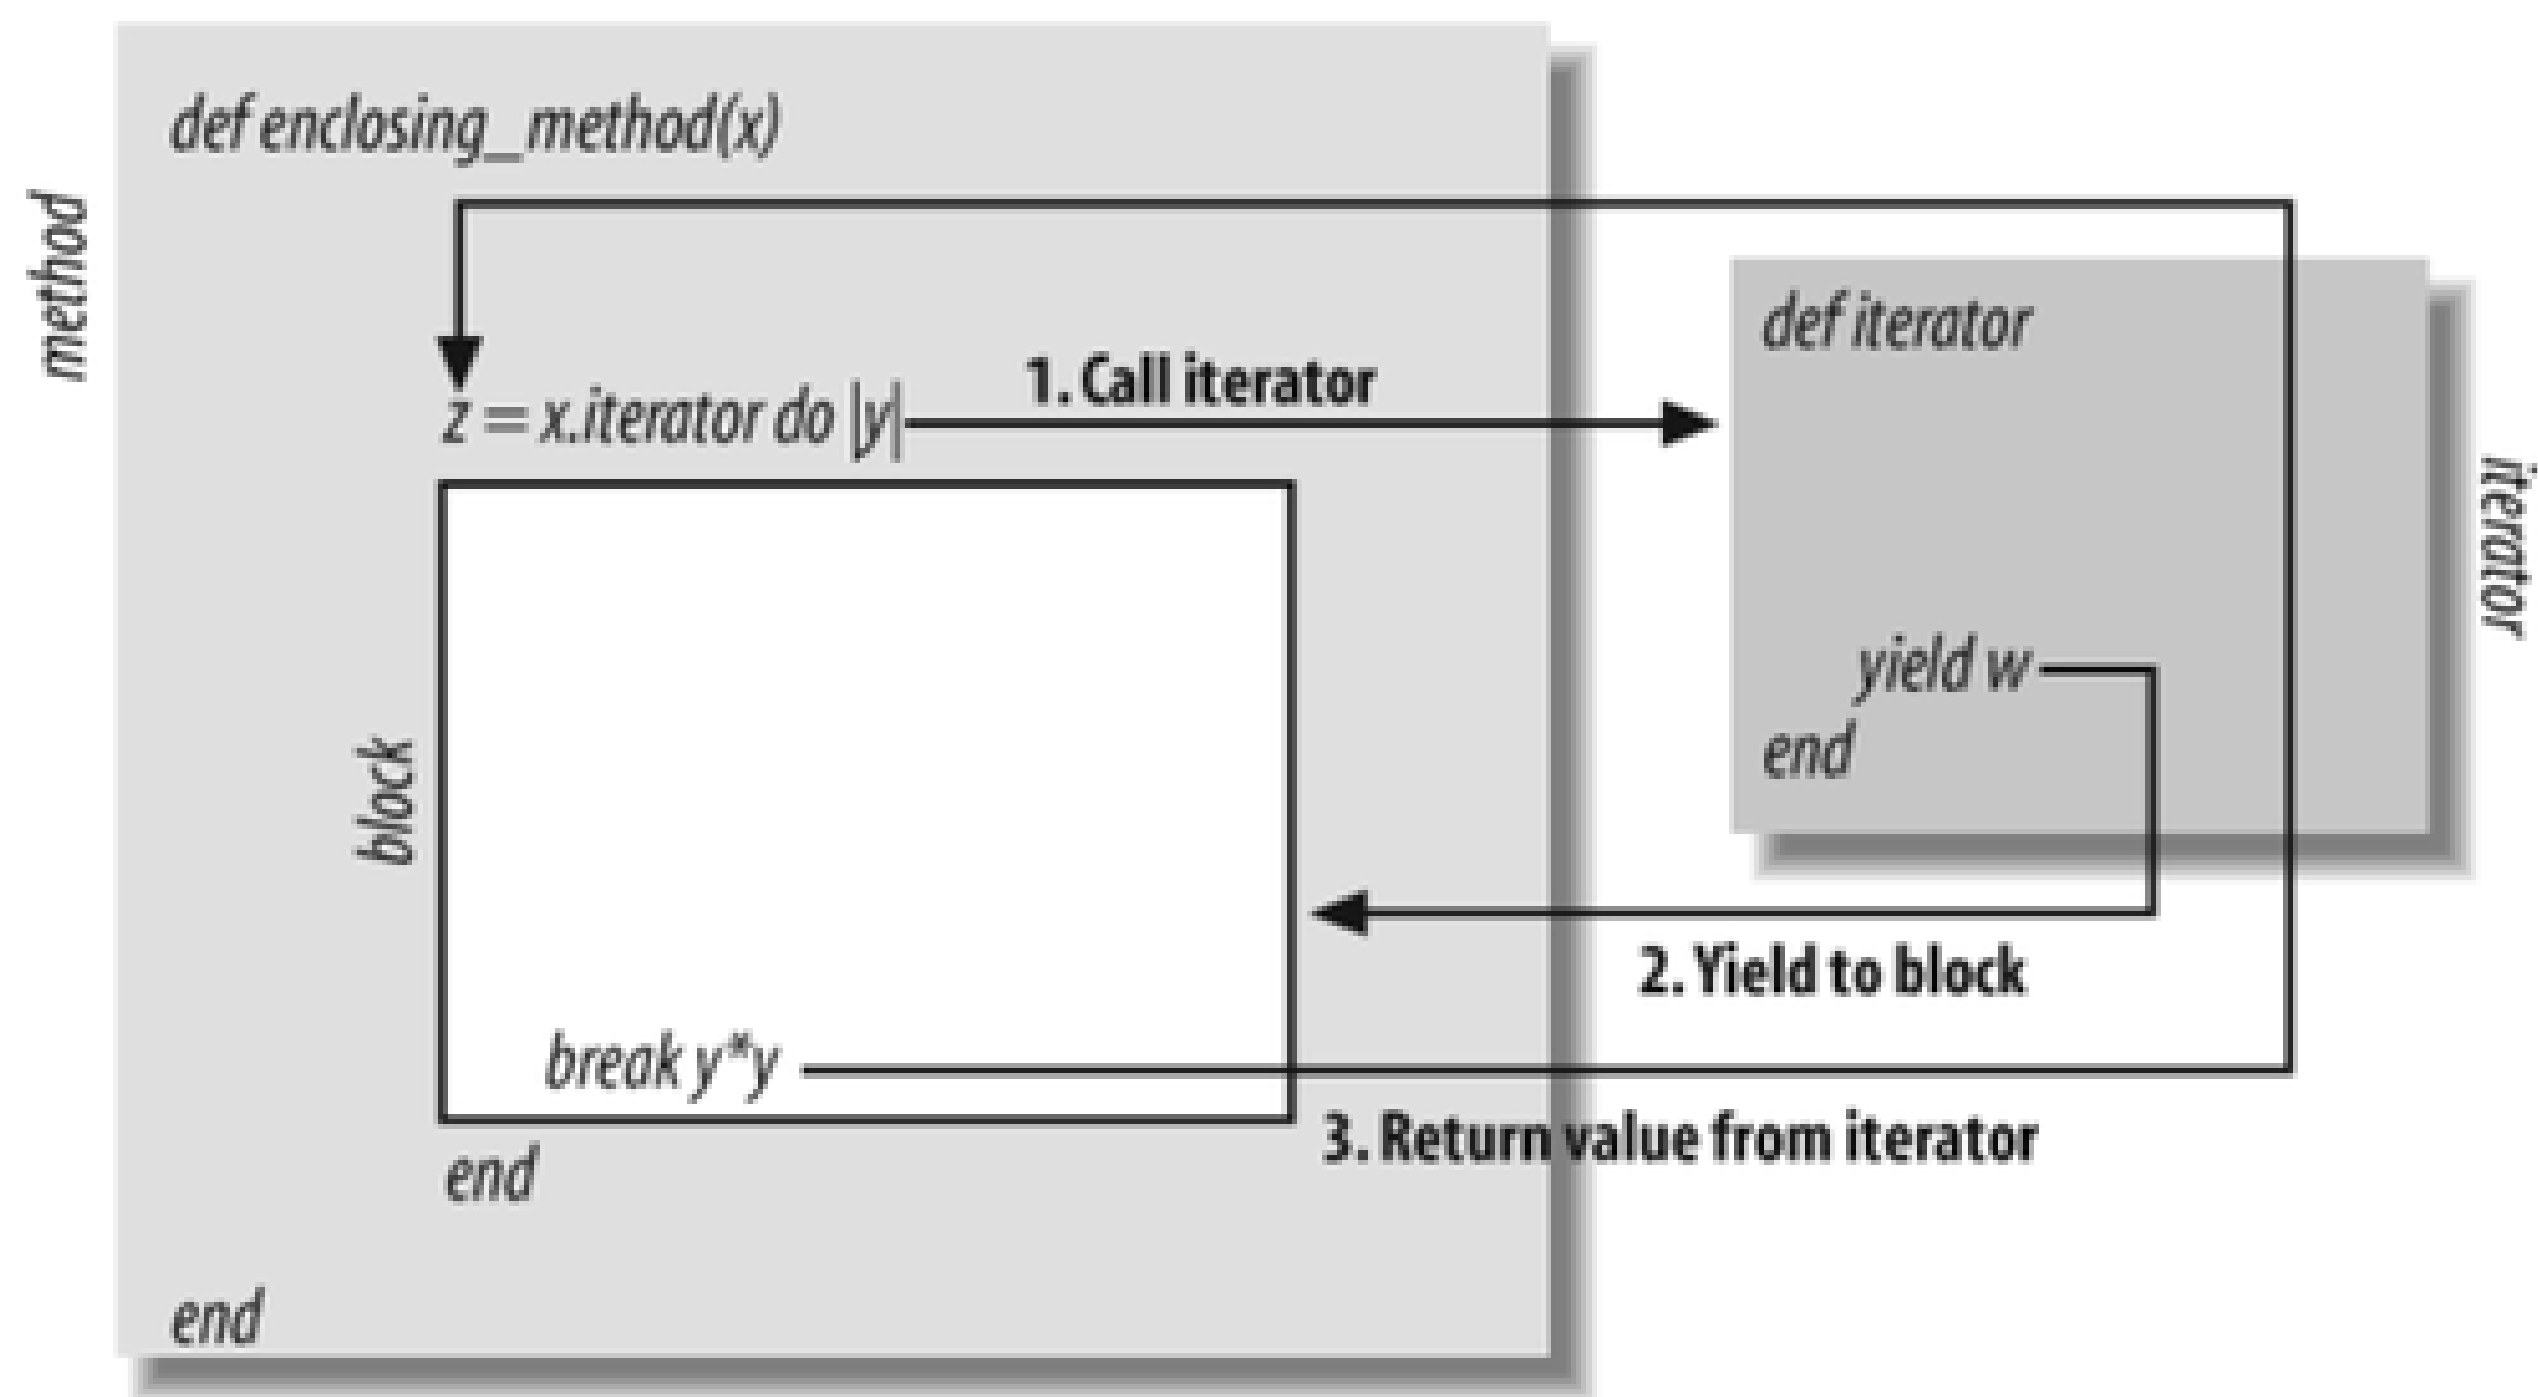 def enclosing_method(x)
method
def iterator
z = x.iterator do |y|
1. Call iterator
iterator
yield w
end
block
2. Yield to block
break y*y
3. Return value from iterator
end
end